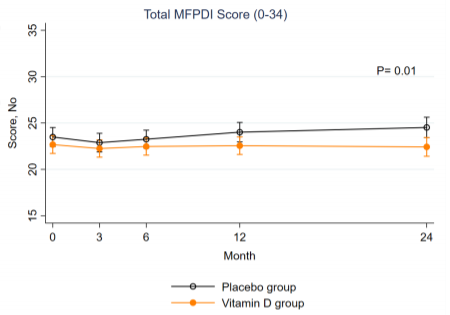 Total MFPDI Score (0-34)
35
30
25
20
15
Score, No
P= 0.01
0 3 6 12 24
Month
Placebo group
Vitamin D group